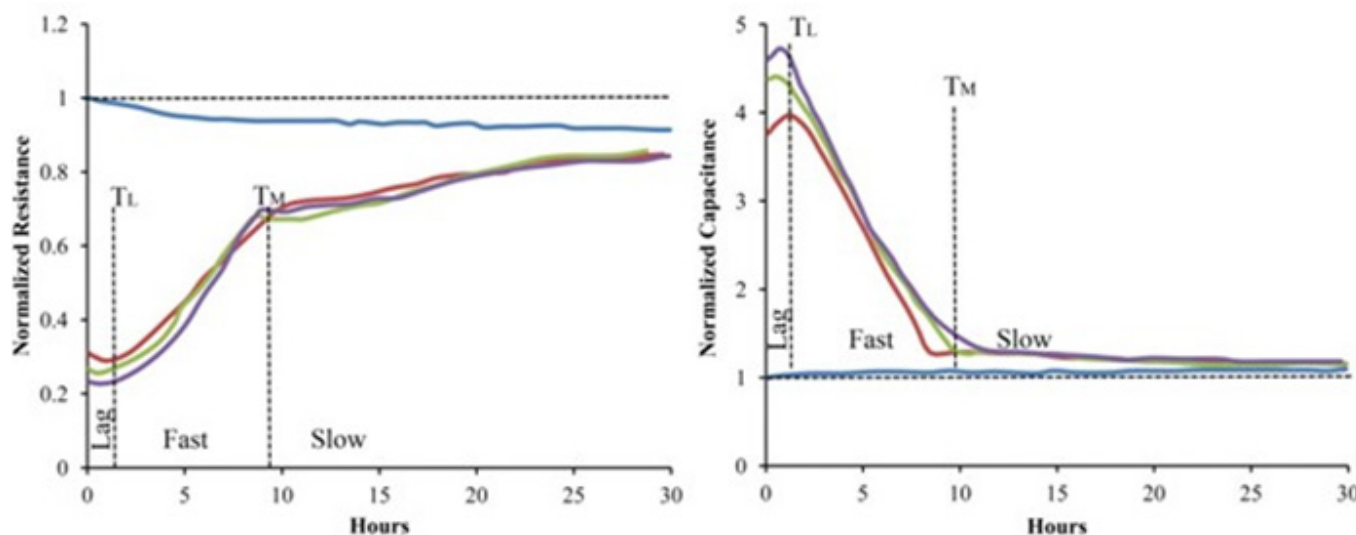 1.2
1
0.8
0.6
0.4
0.2
0
Normalized Resistance
TL
TM
Lag
Fast
Slow
0 5 10 15 20 25 30
Hours
5
4
3
2
1
0
Normalized Capacitance
TL
TM
Lag
Fast
Slow
0 5 10 15 20 25 30
Hours